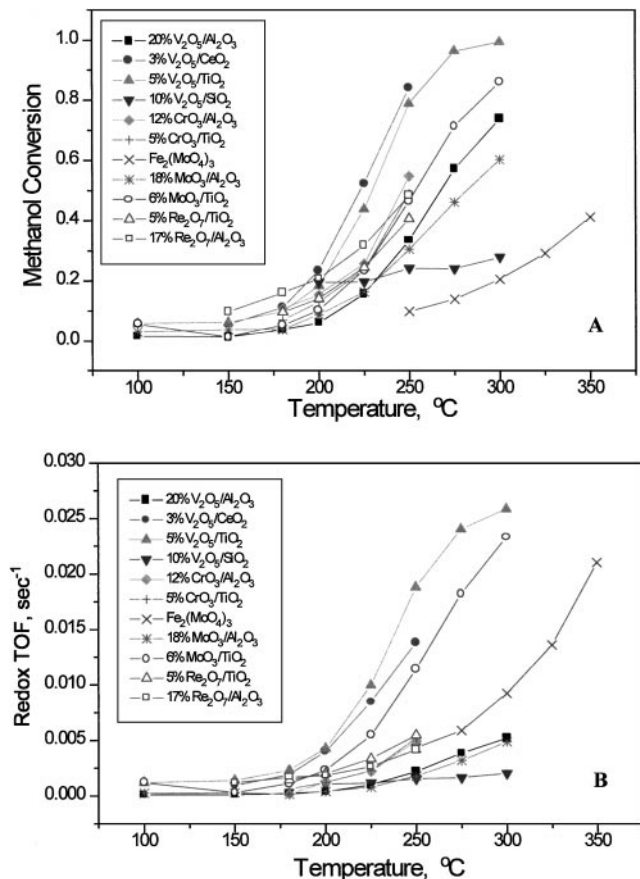 Methanol Conversion
1.0
0.8
0.6
0.4
0.2
0.0
20% V₂O₅/Al₂O₃
3% V₂O₅/CeO₂
5% V₂O₅/TiO₂
10% V₂O₅/SiO₂
12% CrO₃/Al₂O₃
5% CrO₃/TiO₂
Fe₂(MoO₄)₃
18% MoO₃/Al₂O₃
6% MoO₃/TiO₂
5% Re₂O₇/TiO₂
17% Re₂O₇/Al₂O₃
A
100 150 200 250 300 350
Temperature, °C
Redox TOF, sec⁻¹
0.030
0.025
0.020
0.015
0.010
0.005
0.000
20% V₂O₅/Al₂O₃
3% V₂O₅/CeO₂
5% V₂O₅/TiO₂
10% V₂O₅/SiO₂
12% CrO₃/Al₂O₃
5% CrO₃/TiO₂
Fe₂(MoO₄)₃
18% MoO₃/Al₂O₃
6% MoO₃/TiO₂
5% Re₂O₇/TiO₂
17% Re₂O₇/Al₂O₃
B
100 150 200 250 300 350
Temperature, °C